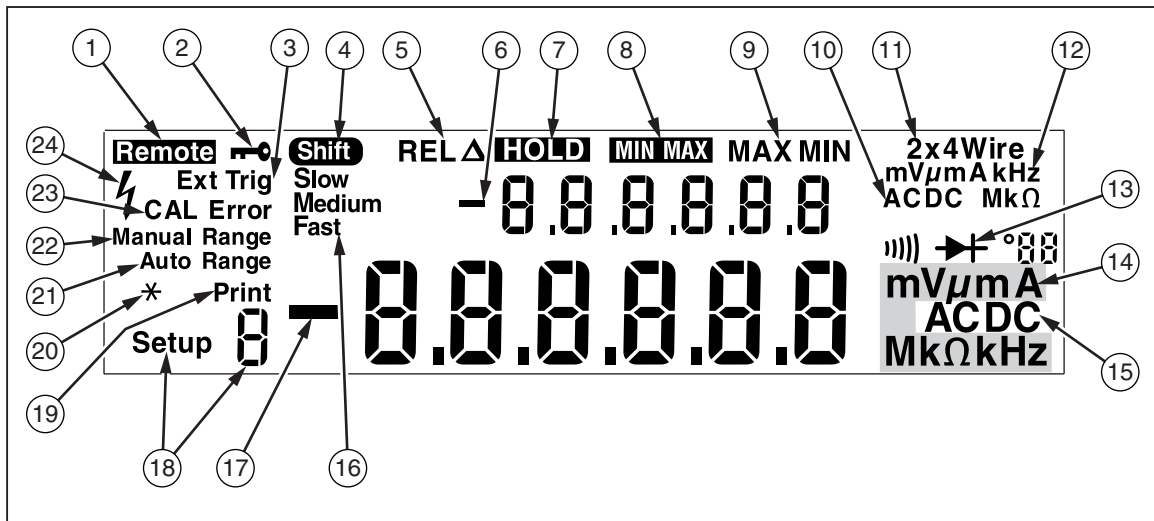 1 2 3 4 5 6 7 8 9 10 11 12
Remote Shift REL Δ HOLD MIN MAX MAX MIN 2x4Wire
24 Ext Trig Slow mVµmAkHz
23 CAL Error Medium - 8.8.8.8.8.8 ACDC MkΩ
22 Manual Range Fast °88 13
21 Auto Range mVµmA 14
20 * Print - 8.8.8.8.8.8 ACDC
Setup 8 MkΩkHz 15
19 18 17 16